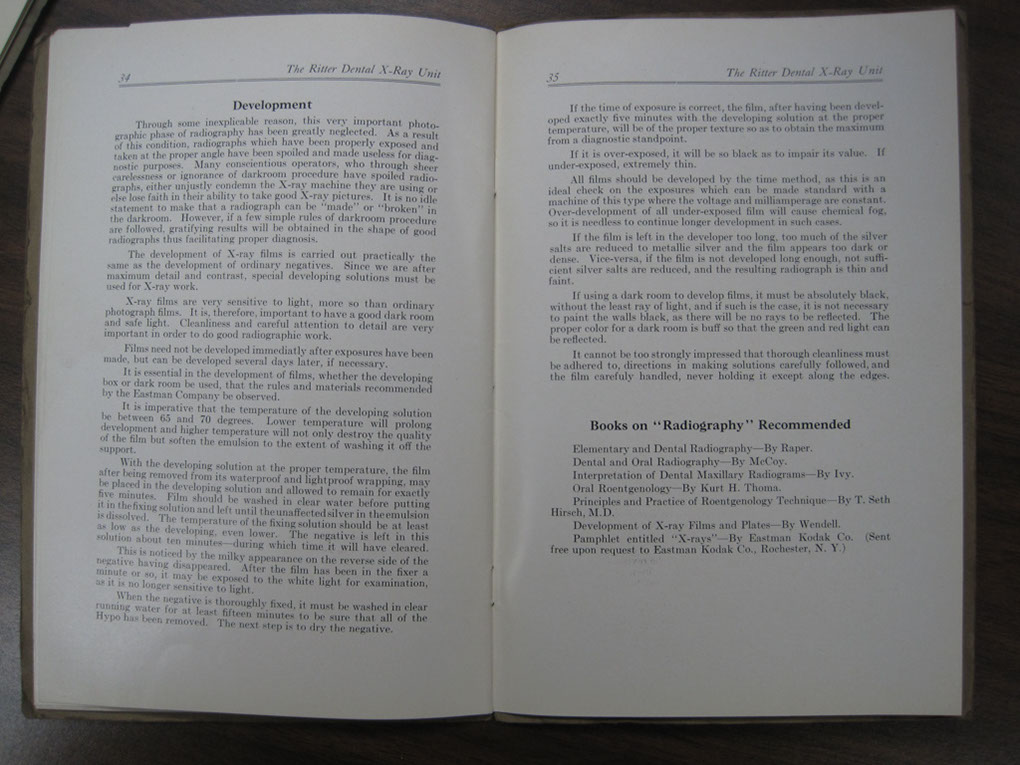 34 The Ritter Dental X-Ray Unit
Development
Through some inexplicable reason, this very important photo-
graphic phase of radiography has been greatly neglected. As a result
of this condition, radiographs which have been properly exposed and
taken at the proper angle have been spoiled and made useless for diag-
nostic purposes. Many conscientious operators, who through sheer
carelessness or ignorance of darkroom procedure have spoiled radio-
graphs, either unjustly condemn the X-ray machine they are using or
else lose faith in their ability to take good X-ray pictures. It is no idle
statement to make that a radiograph can be "made" or "broken" in
the darkroom. However, if a few simple rules of darkroom procedure
are followed, gratifying results will be obtained in the shape of good
radiographs thus facilitating proper diagnosis.
The development of X-ray films is carried out practically the
same as the development of ordinary negatives. Since we are after
maximum detail and contrast, special developing solutions must be
used for X-ray work.
X-ray films are very sensitive to light, more so than ordinary
photograph films. It is, therefore, important to have a good dark room
and safe light. Cleanliness and careful attention to detail are very
important in order to do good radiographic work.
Films need not be developed immediately after exposures have been
made, but can be developed several days later, if necessary.
It is essential in the development of films, whether the developing
box or dark room be used, that the rules and materials recommended
by the Eastman Company be observed.
It is imperative that the temperature of the developing solution
be between 65 and 70 degrees. Lower temperature will prolong
development and higher temperature will not only destroy the quality
of the film but soften the emulsion to the extent of washing it off the
support.
With the developing solution at the proper temperature, the film
after being removed from its waterproof and lightproof wrapping, may
be placed in the developing solution and allowed to remain for exactly
five minutes. Film should be washed in clear water before putting
it in the fixing solution and left until the unaffected silver in the emulsion
is dissolved. The temperature of the fixing solution should be at least
as low as the developing, even lower. The negative is left in this
solution about ten minutes—during which time it will have cleared.
This is noticed by the milky appearance on the reverse side of the
negative having disappeared. After the film has been in the fixer a
minute or so, it may be exposed to the white light for examination,
as it is no longer sensitive to light.
When the negative is thoroughly fixed, it must be washed in clear
running water for at least fifteen minutes to be sure that all of the
Hypo has been removed. The next step is to dry the negative.
35 The Ritter Dental X-Ray Unit
If the time of exposure is correct, the film, after having been devel-
oped exactly five minutes with the developing solution at the proper
temperature, will be of the proper texture so as to obtain the maximum
from a diagnostic standpoint.
If it is over-exposed, it will be so black as to impair its value. If
under-exposed, extremely thin.
All films should be developed by the time method, as this is an
ideal check on the exposures which can be made standard with a
machine of this type where the voltage and milliamperage are constant.
Over-development of all under-exposed film will cause chemical fog,
so it is needless to continue longer development in such cases.
If the film is left in the developer too long, too much of the silver
salts are reduced to metallic silver and the film appears too dark or
dense. Vice-versa, if the film is not developed long enough, not suffi-
cient silver salts are reduced, and the resulting radiograph is thin and
faint.
If using a dark room to develop films, it must be absolutely black,
without the least ray of light, and if such is the case, it is not necessary
to paint the walls black, as there will be no rays to be reflected. The
proper color for a dark room is buff so that the green and red light can
be reflected.
It cannot be too strongly impressed that thorough cleanliness must
be adhered to, directions in making solutions carefully followed, and
the film carefuly handled, never holding it except along the edges.
Books on "Radiography" Recommended
Elementary and Dental Radiography—By Raper.
Dental and Oral Radiography—By McCoy.
Interpretation of Dental Maxillary Radiograms—By Ivy.
Oral Roentgenology—By Kurt H. Thoma.
Principles and Practice of Roentgenology Technique—By T. Seth
Hirsch, M.D.
Development of X-ray Films and Plates—By Wendell.
Pamphlet entitled "X-rays"—By Eastman Kodak Co. (Sent
free upon request to Eastman Kodak Co., Rochester, N. Y.)